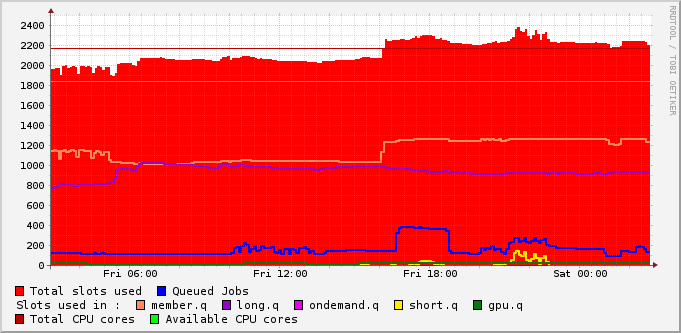 2400
2200
2000
1800
1600
1400
1200
1000
800
600
400
200
0
Fri 06:00 Fri 12:00 Fri 18:00 Sat 00:00
Total slots used Queued Jobs
Slots used in : member.q long.q ondemand.q short.q gpu.q
Total CPU cores Available CPU cores
RRDTOOL / TOBI OETIKER